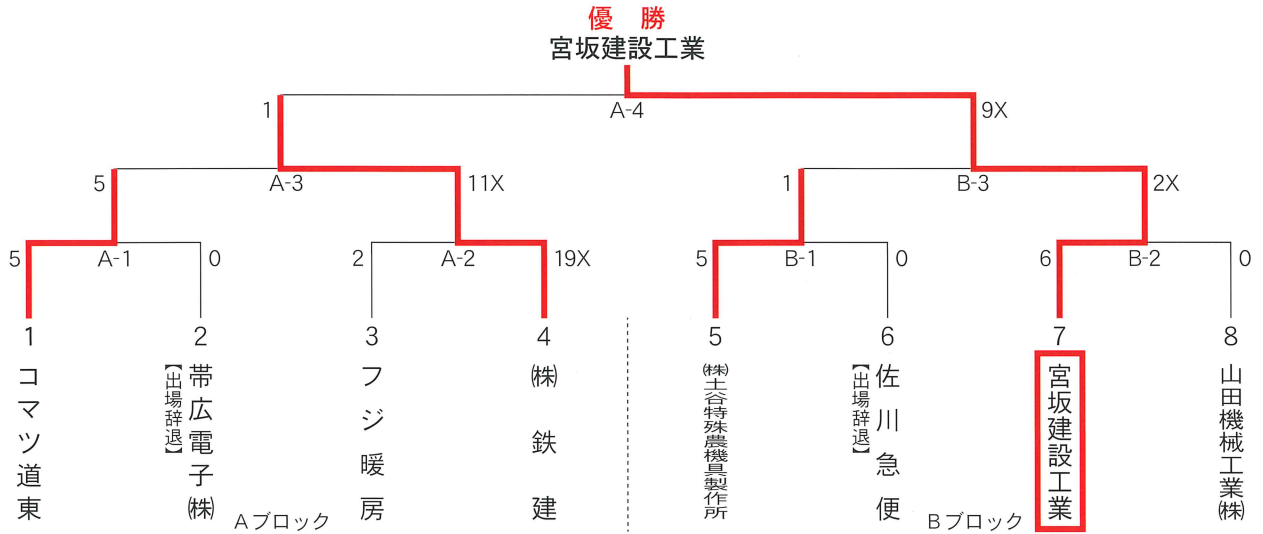 優 勝
宮坂建設工業
1
A-4
9X
5
A-3
11X
1
B-3
2X
5
A-1
0
2
A-2
19X
5
B-1
0
6
B-2
0
1
2
3
4
5
6
7
8
コマツ道東
帯広電子㈱
【出場辞退】
フジ暖房
㈱鉄建
㈱土谷特殊農機具製作所
佐川急便
【出場辞退】
宮坂建設工業
山田機械工業㈱
Aブロック
Bブロック